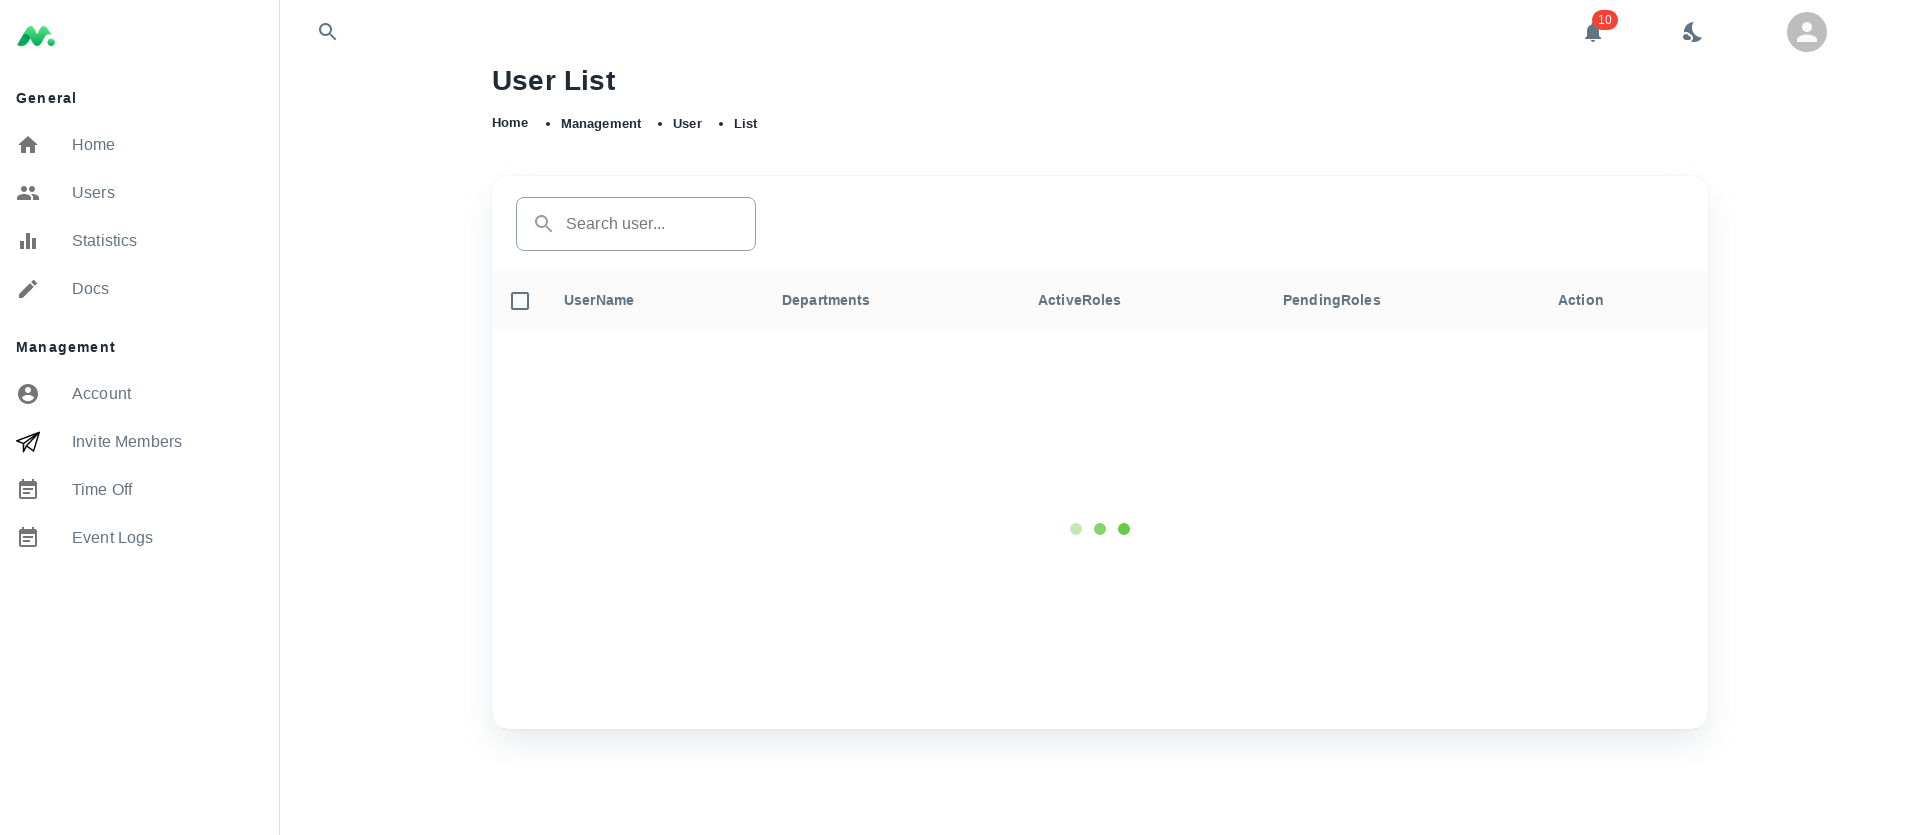 10
User List
Home • Management • User • List
General
Home
Users
Statistics
Docs
Management
Account
Invite Members
Time Off
Event Logs
Search user...
UserName Departments ActiveRoles PendingRoles Action